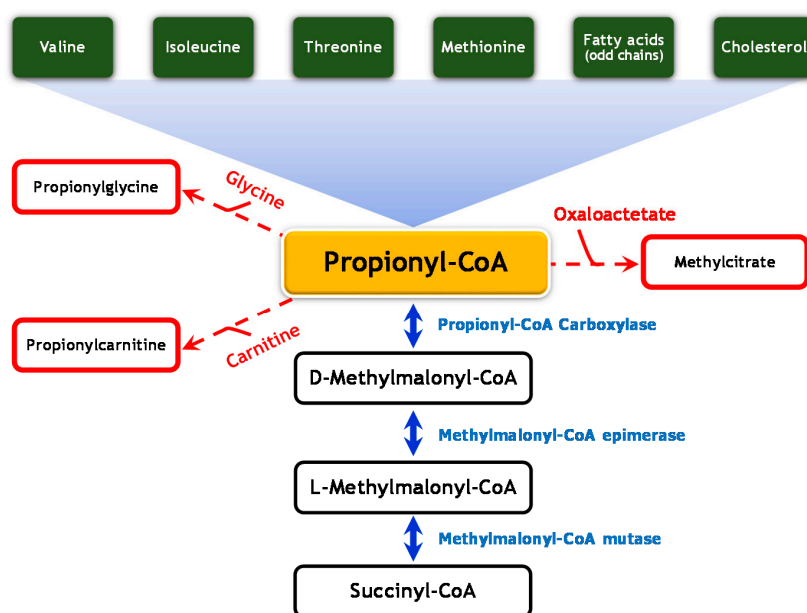 Valine
Isoleucine
Threonine
Methionine
Fatty acids
(odd chains)
Cholesterol
Propionylglycine
Glycine
Oxaloactetate
Propionyl-CoA
Methylcitrate
Propionylcarnitine
Carnitine
Propionyl-CoA Carboxylase
D-Methylmalonyl-CoA
Methylmalonyl-CoA epimerase
L-Methylmalonyl-CoA
Methylmalonyl-CoA mutase
Succinyl-CoA